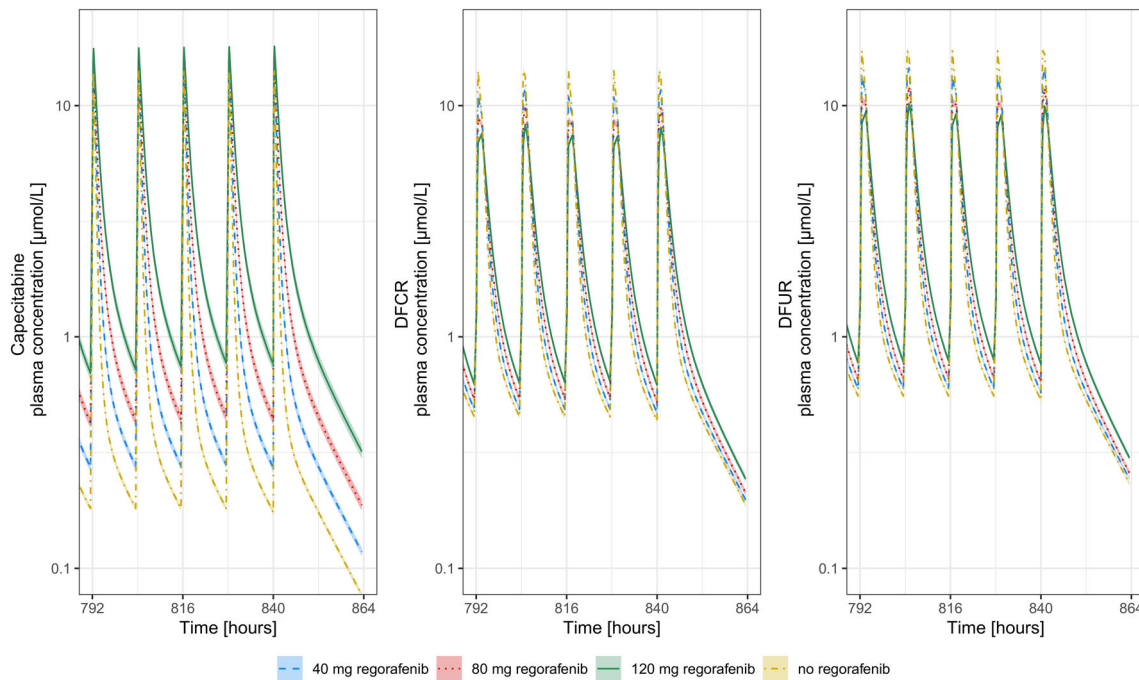 Capecitabine
plasma concentration [µmol/L]
10
1
0.1
792
816
840
864
Time [hours]
DFCR
plasma concentration [µmol/L]
10
1
0.1
792
816
840
864
Time [hours]
DFUR
plasma concentration [µmol/L]
10
1
0.1
792
816
840
864
Time [hours]
40 mg regorafenib
80 mg regorafenib
120 mg regorafenib
no regorafenib